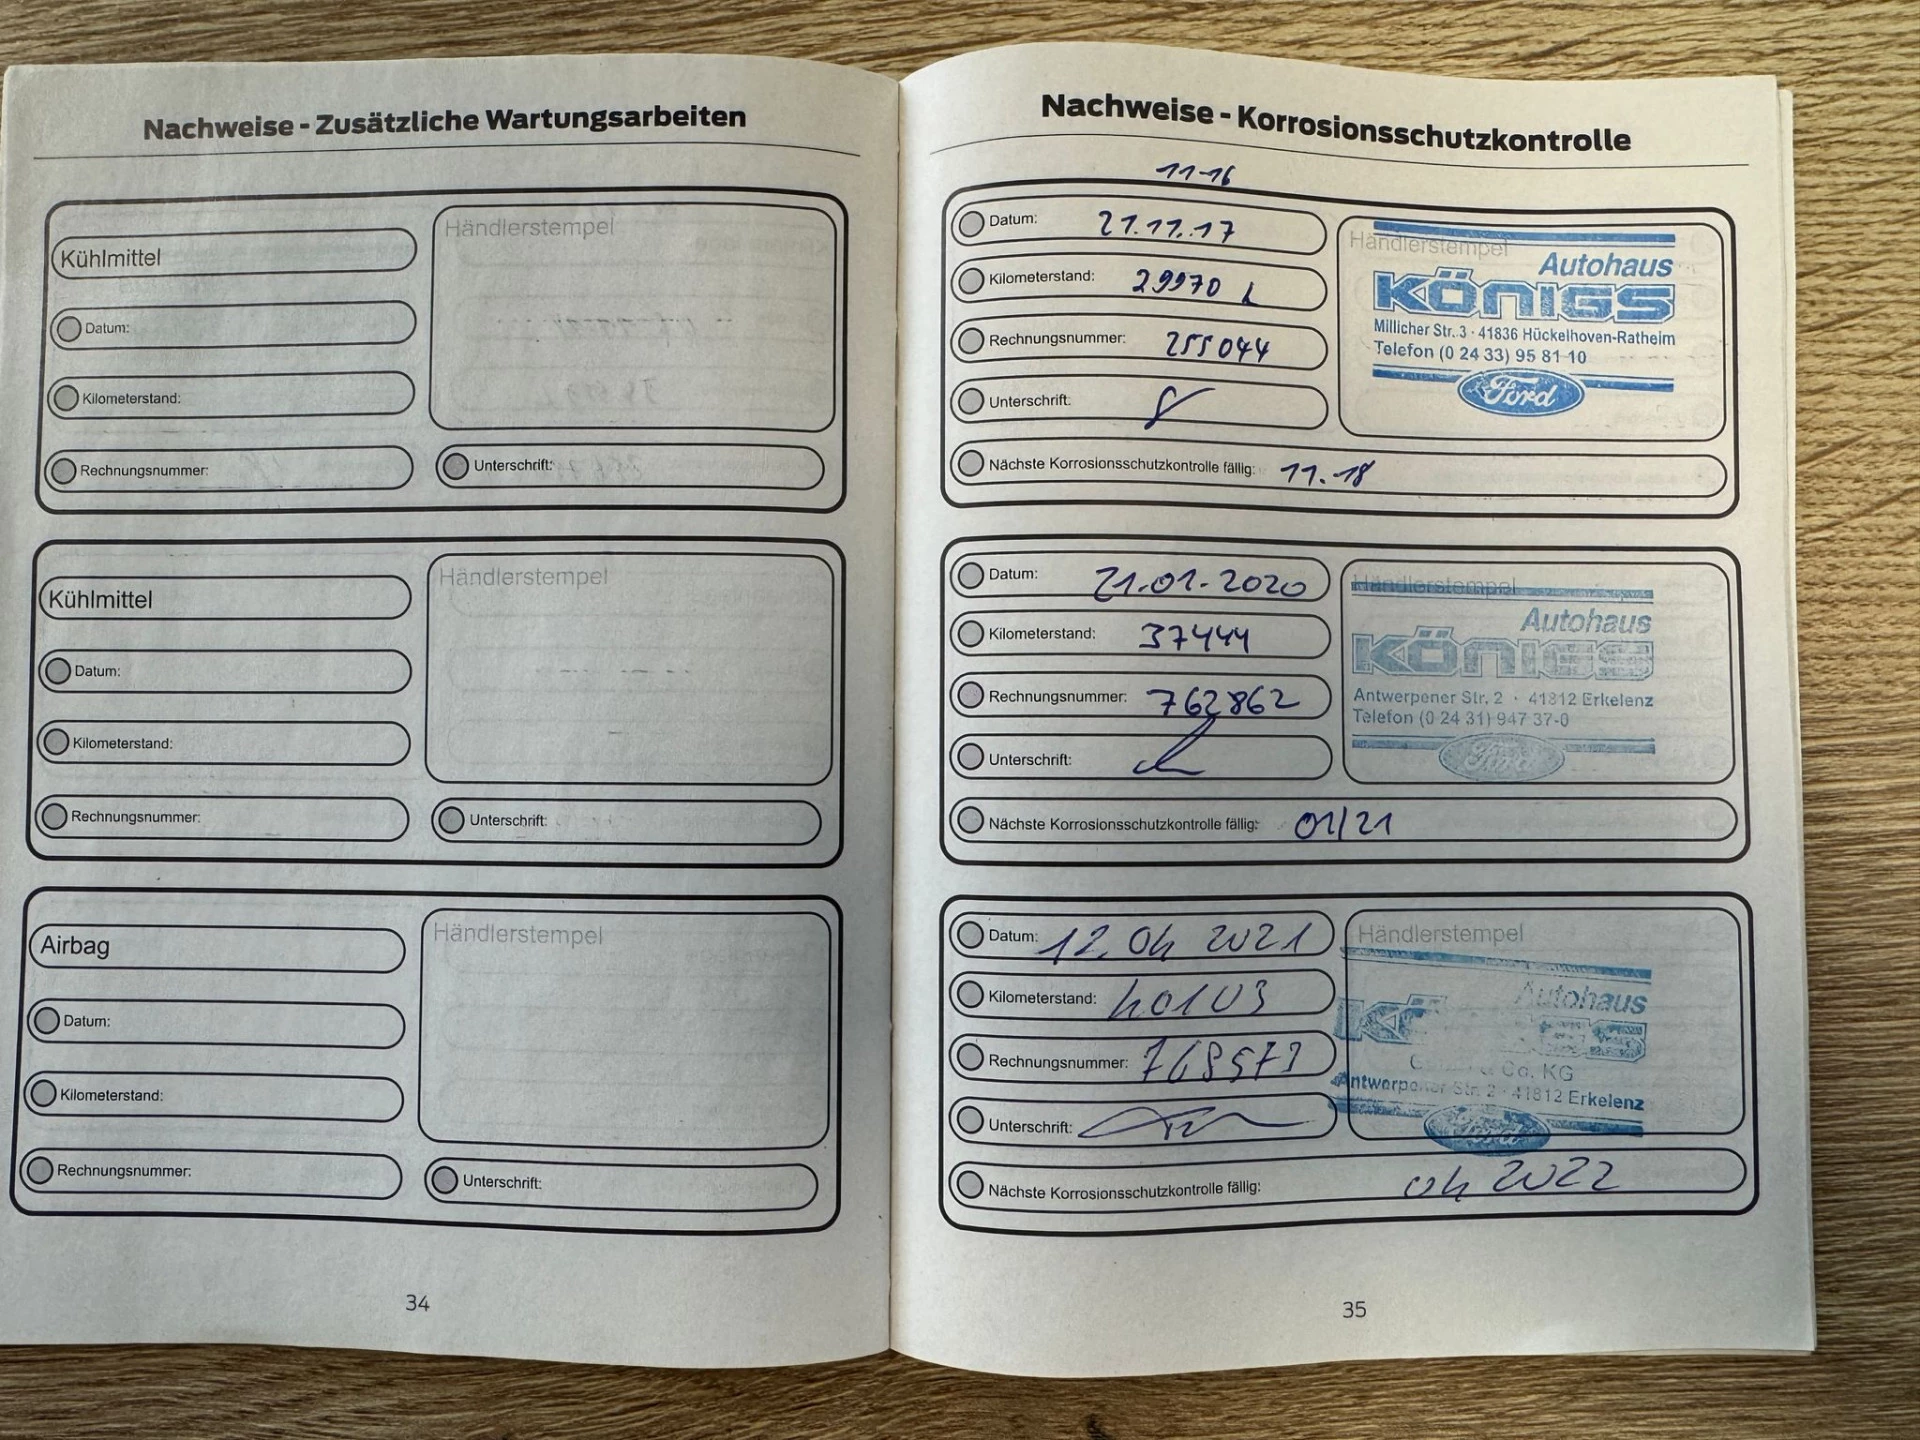 Nachweise - Zusätzliche Wartungsarbeiten
Kühlmittel
Händlerstempel
Datum:
Kilometerstand:
Rechnungsnummer:
Unterschrift:
Kühlmittel
Händlerstempel
Datum:
Kilometerstand:
Rechnungsnummer:
Unterschrift:
Airbag
Händlerstempel
Datum:
Kilometerstand:
Rechnungsnummer:
Unterschrift:
34
Nachweise - Korrosionsschutzkontrolle
11-16
Datum: 21.11.17
Kilometerstand: 29970
Rechnungsnummer: 255044
Unterschrift:
Nächste Korrosionsschutzkontrolle fällig: 11.18
Händlerstempel
Autohaus
KÖNIGS
Millicher Str. 3 · 41836 Hückelhoven-Ratheim
Telefon (0 24 33) 95 81 10
Ford
Datum: 21.01.2020
Kilometerstand: 37444
Rechnungsnummer: 762862
Unterschrift:
Nächste Korrosionsschutzkontrolle fällig: 01/21
Händlerstempel
Autohaus
KÖNIGS
Antwerpener Str. 2 · 41812 Erkelenz
Telefon (0 24 31) 947 37-0
Ford
Datum: 12.04 2021
Kilometerstand: 40103
Rechnungsnummer:
Unterschrift:
Nächste Korrosionsschutzkontrolle fällig: 04 2022
Händlerstempel
Autohaus
Co. KG
Antwerpener Str. 2 · 41812 Erkelenz
Ford
35